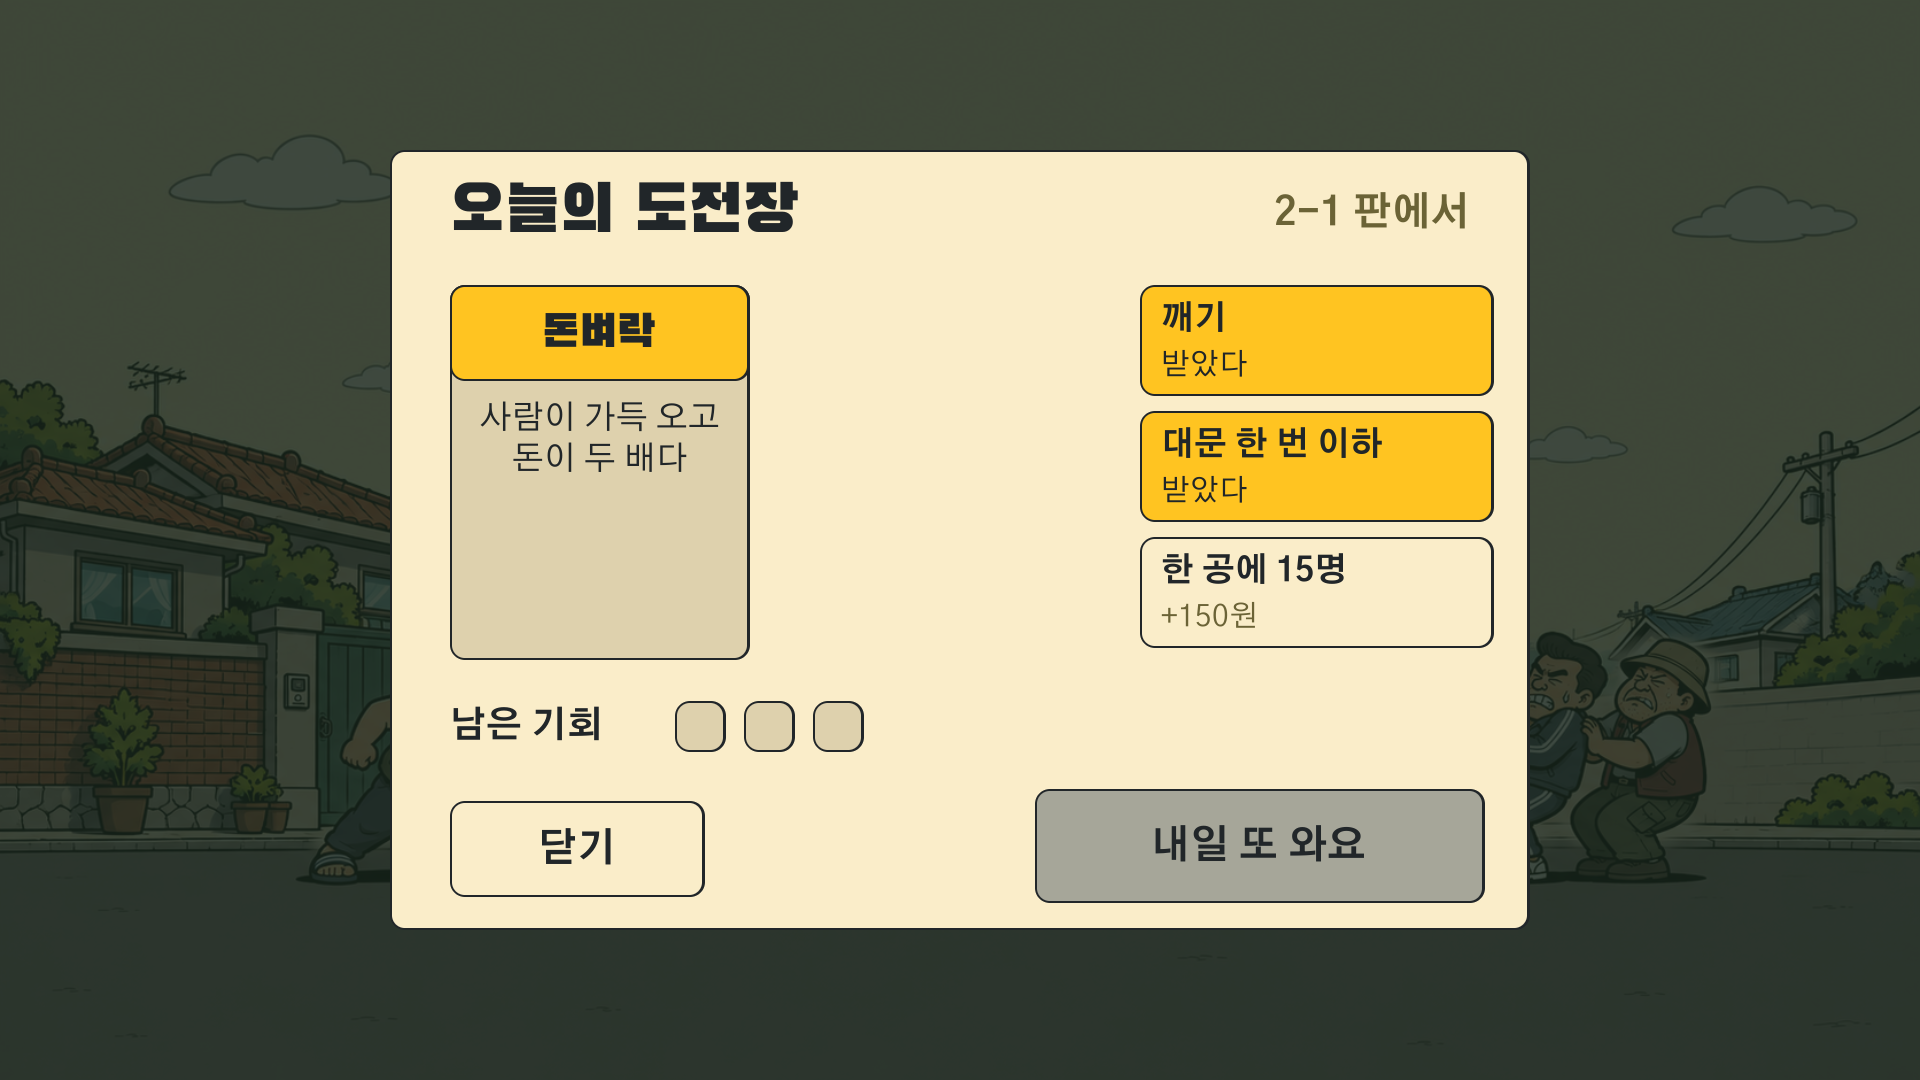 오늘의 도전장
2-1 판에서
돈벼락
사람이 가득 오고
돈이 두 배다
깨기
받았다
대문 한 번 이하
받았다
한 공에 15명
+150원
남은 기회
닫기
내일 또 와요